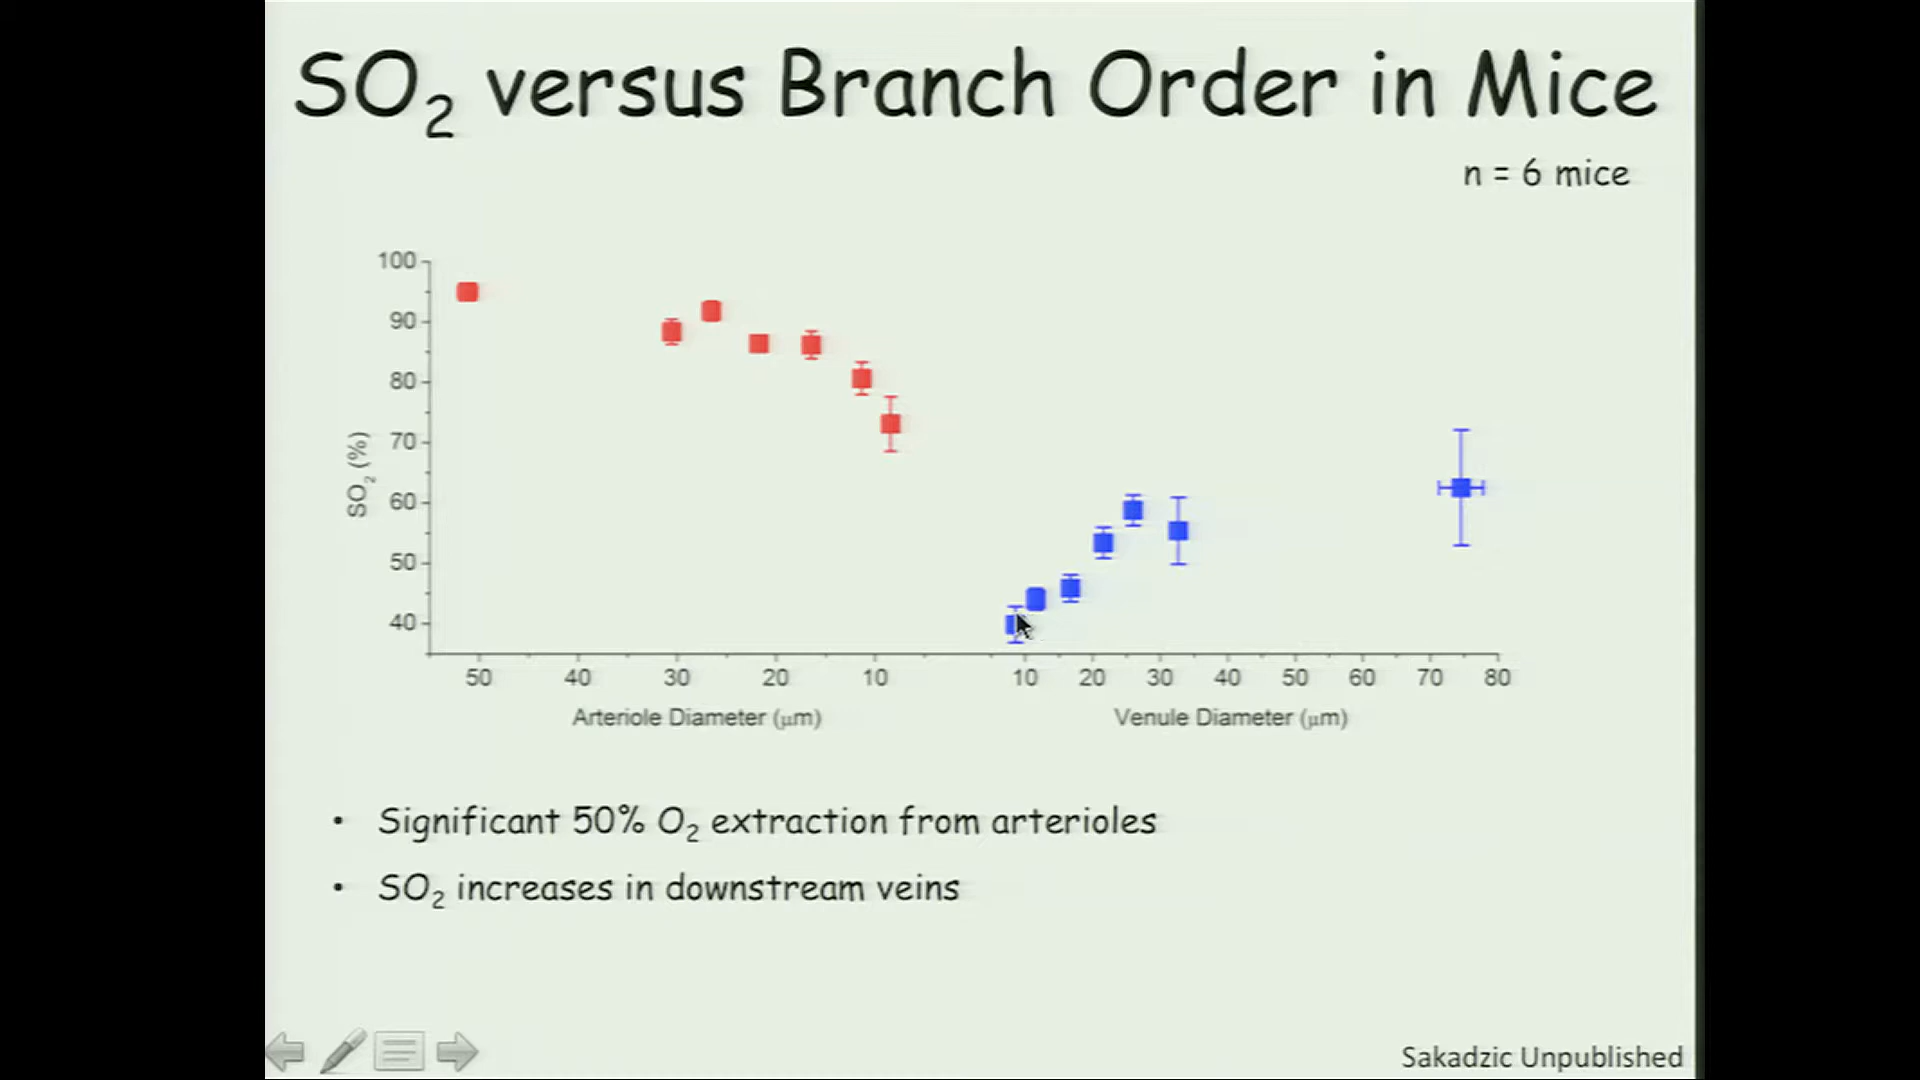 SO2 versus Branch Order in Mice
n = 6 mice
100
90
80
70
60
50
40
SO2 (%)
50 40 30 20 10 10 20 30 40 50 60 70 80
Arteriole Diameter (μm) Venule Diameter (μm)
• Significant 50% O2 extraction from arterioles
• SO2 increases in downstream veins
Sakadzic Unpublished